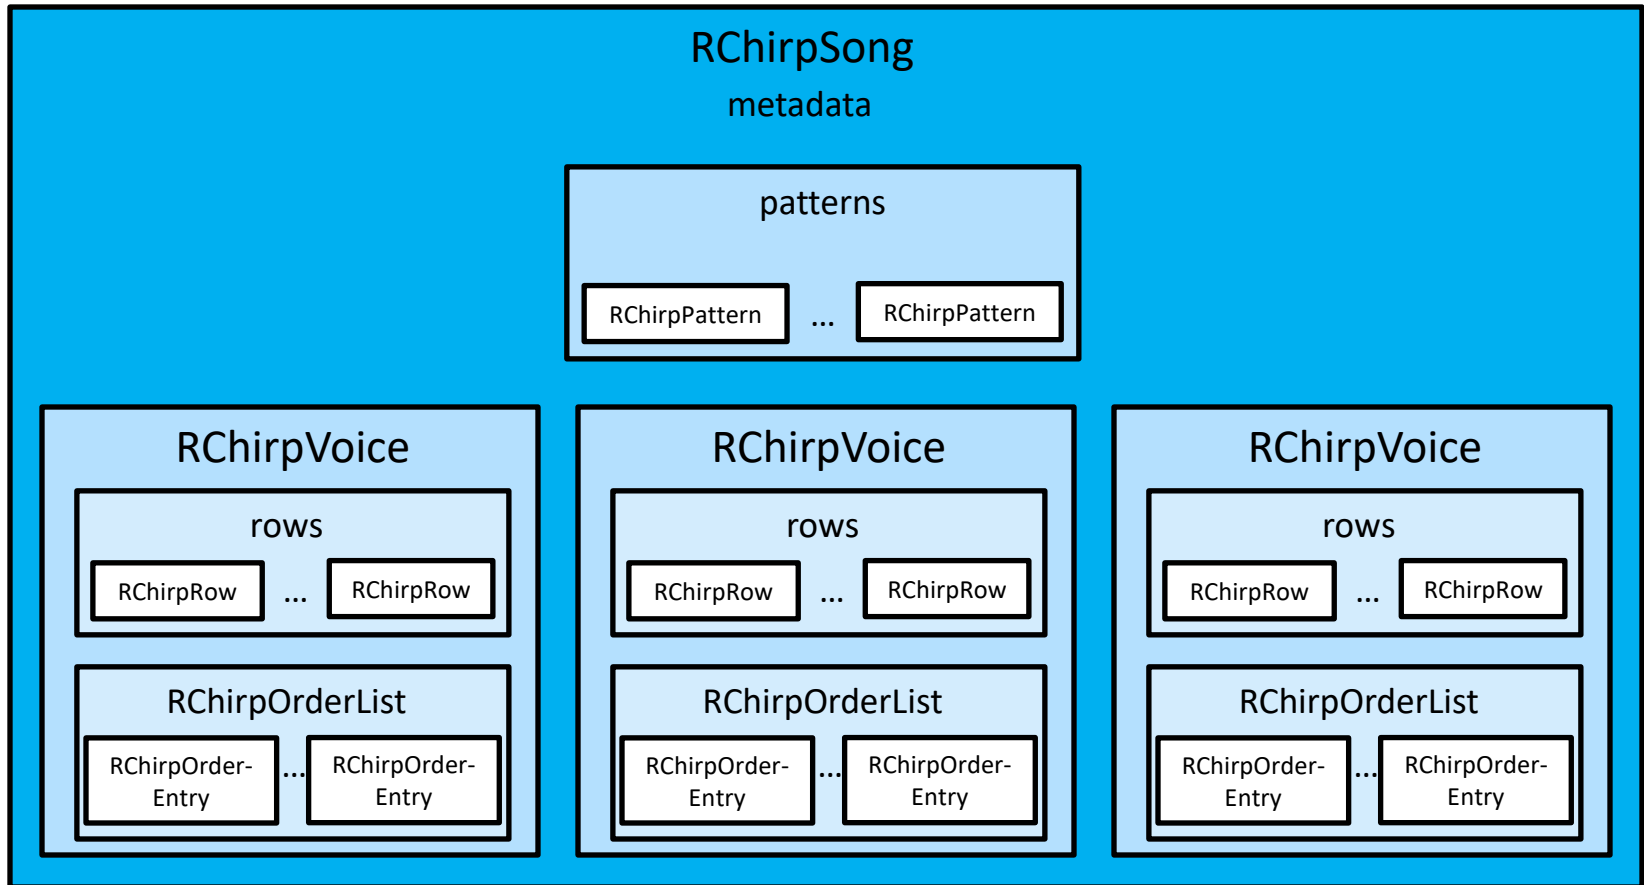 RChirpSong
metadata
patterns
RChirpPattern ... RChirpPattern
RChirpVoice
rows
RChirpRow ... RChirpRow
RChirpOrderList
RChirpOrder-
Entry
...
RChirpOrder-
Entry
RChirpVoice
rows
RChirpRow ... RChirpRow
RChirpOrderList
RChirpOrder-
Entry
...
RChirpOrder-
Entry
RChirpVoice
rows
RChirpRow ... RChirpRow
RChirpOrderList
RChirpOrder-
Entry
...
RChirpOrder-
Entry